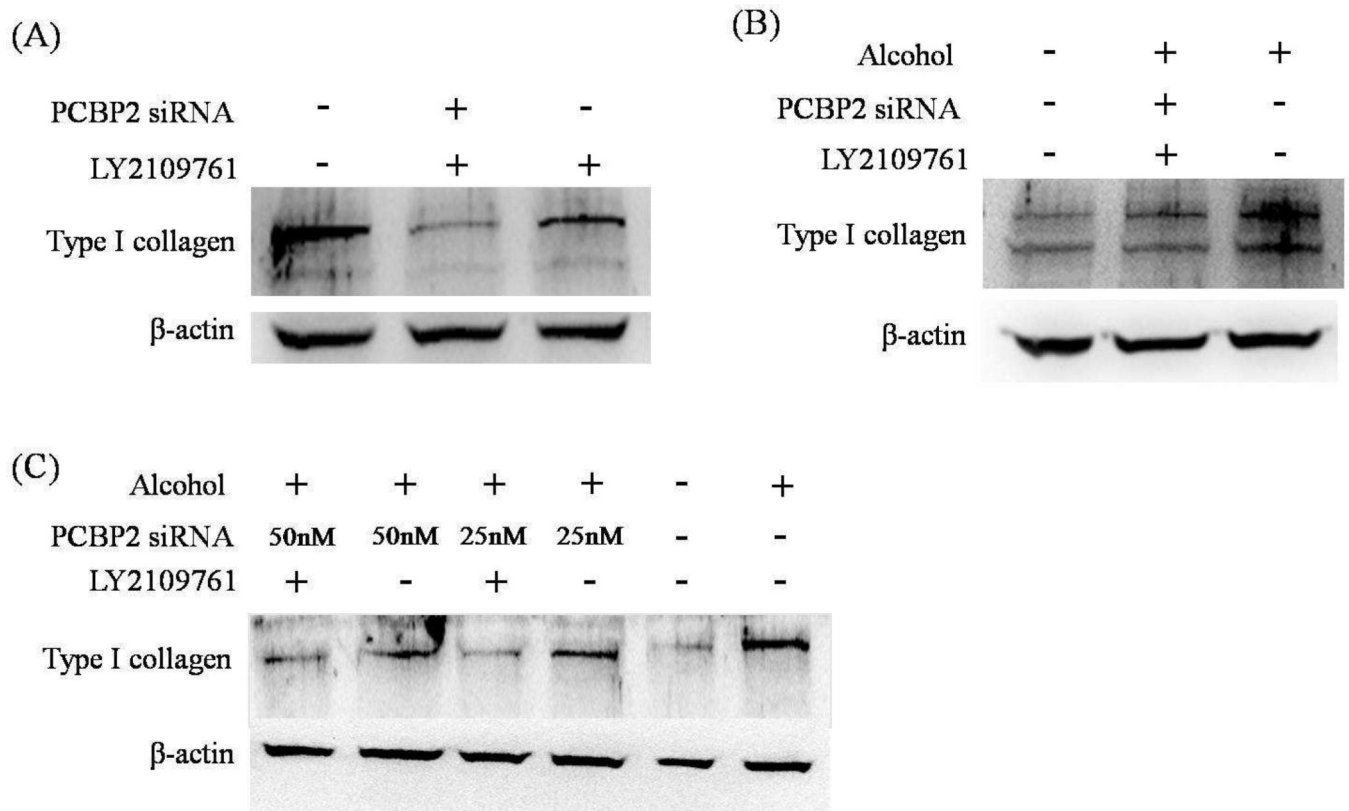 (A)
PCBP2 siRNA - + -
LY2109761 - + +
Type I collagen
β-actin
(B)
Alcohol - + +
PCBP2 siRNA - + -
LY2109761 - + -
Type I collagen
β-actin
(C)
Alcohol + + + + - +
PCBP2 siRNA 50nM 50nM 25nM 25nM - -
LY2109761 + - + - - -
Type I collagen
β-actin